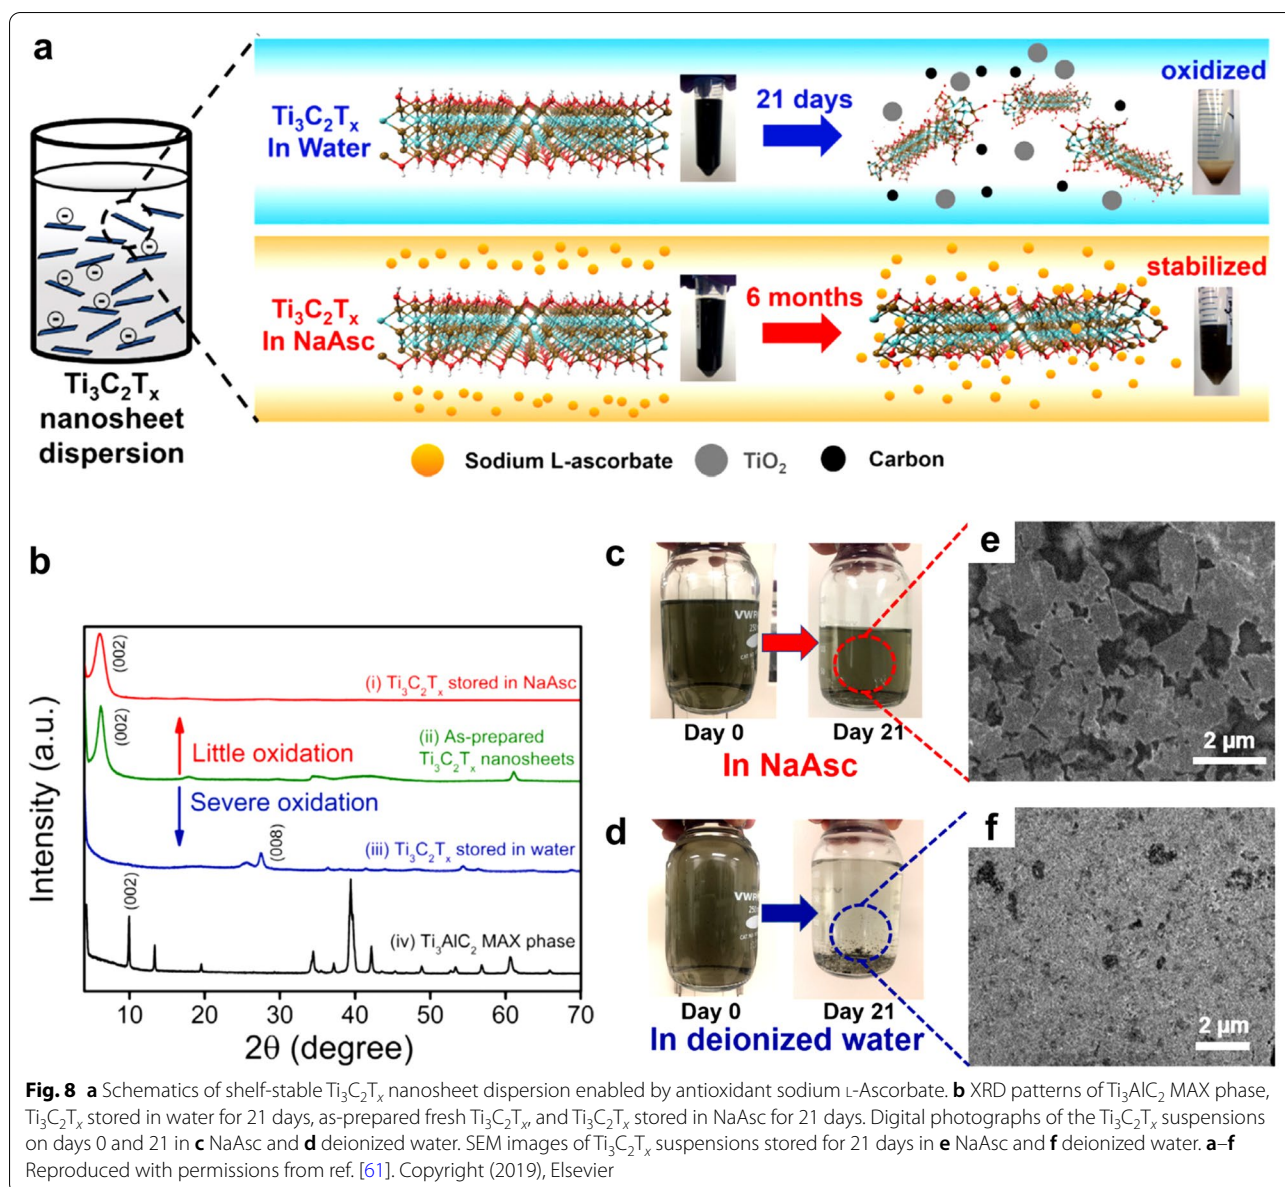 a
Ti₃C₂Tₓ
In Water
21 days
oxidized
Ti₃C₂Tₓ
In NaAsc
6 months
stabilized
Ti₃C₂Tₓ
nanosheet
dispersion
Sodium L-ascorbate
TiO₂
Carbon
b
Intensity (a.u.)
(002)
(i) Ti₃C₂Tₓ stored in NaAsc
(002)
Little oxidation
(ii) As-prepared
Ti₃C₂Tₓ nanosheets
Severe oxidation
(008)
(iii) Ti₃C₂Tₓ stored in water
(002)
(iv) Ti₃AlC₂ MAX phase
10 20 30 40 50 60 70
2θ (degree)
c
VWR
Day 0
Day 21
In NaAsc
e
2 µm
d
VWR
Day 0
Day 21
In deionized water
f
2 µm
Fig. 8 a Schematics of shelf-stable Ti₃C₂Tₓ nanosheet dispersion enabled by antioxidant sodium L-Ascorbate. b XRD patterns of Ti₃AlC₂ MAX phase,
Ti₃C₂Tₓ stored in water for 21 days, as-prepared fresh Ti₃C₂Tₓ, and Ti₃C₂Tₓ stored in NaAsc for 21 days. Digital photographs of the Ti₃C₂Tₓ suspensions
on days 0 and 21 in c NaAsc and d deionized water. SEM images of Ti₃C₂Tₓ suspensions stored for 21 days in e NaAsc and f deionized water. a–f
Reproduced with permissions from ref. [61]. Copyright (2019), Elsevier